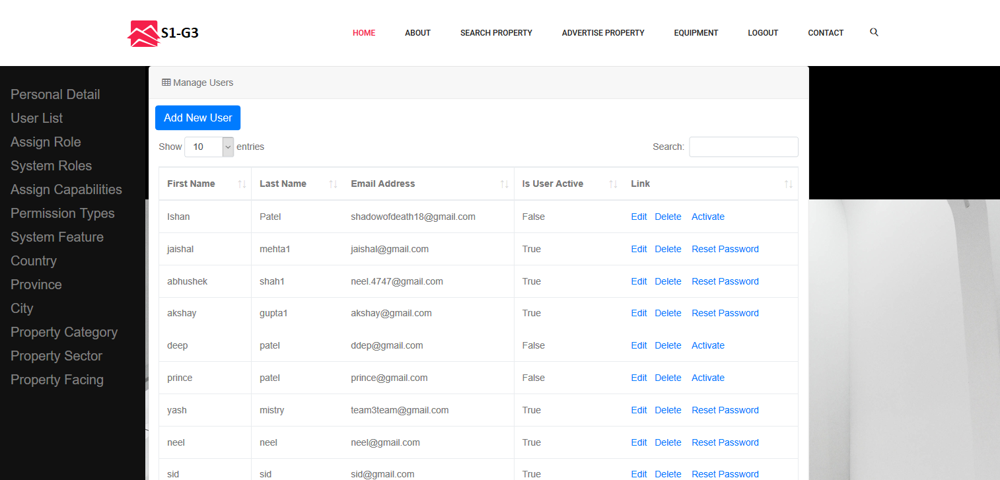 S1-G3 HOME ABOUT SEARCH PROPERTY ADVERTISE PROPERTY EQUIPMENT LOGOUT CONTACT
Personal Detail
User List
Assign Role
System Roles
Assign Capabilities
Permission Types
System Feature
Country
Province
City
Property Category
Property Sector
Property Facing
Manage Users
Add New User
Show 10 entries Search:
First Name Last Name Email Address Is User Active Link
Ishan Patel shadowofdeath18@gmail.com False Edit Delete Activate
jaishal mehta1 jaishal@gmail.com True Edit Delete Reset Password
abhushek shah1 neel.4747@gmail.com True Edit Delete Reset Password
akshay gupta1 akshay@gmail.com True Edit Delete Reset Password
deep patel ddep@gmail.com False Edit Delete Activate
prince patel prince@gmail.com False Edit Delete Activate
yash mistry team3team@gmail.com True Edit Delete Reset Password
neel neel neel@gmail.com True Edit Delete Reset Password
sid sid sid@gmail.com True Edit Delete Reset Password